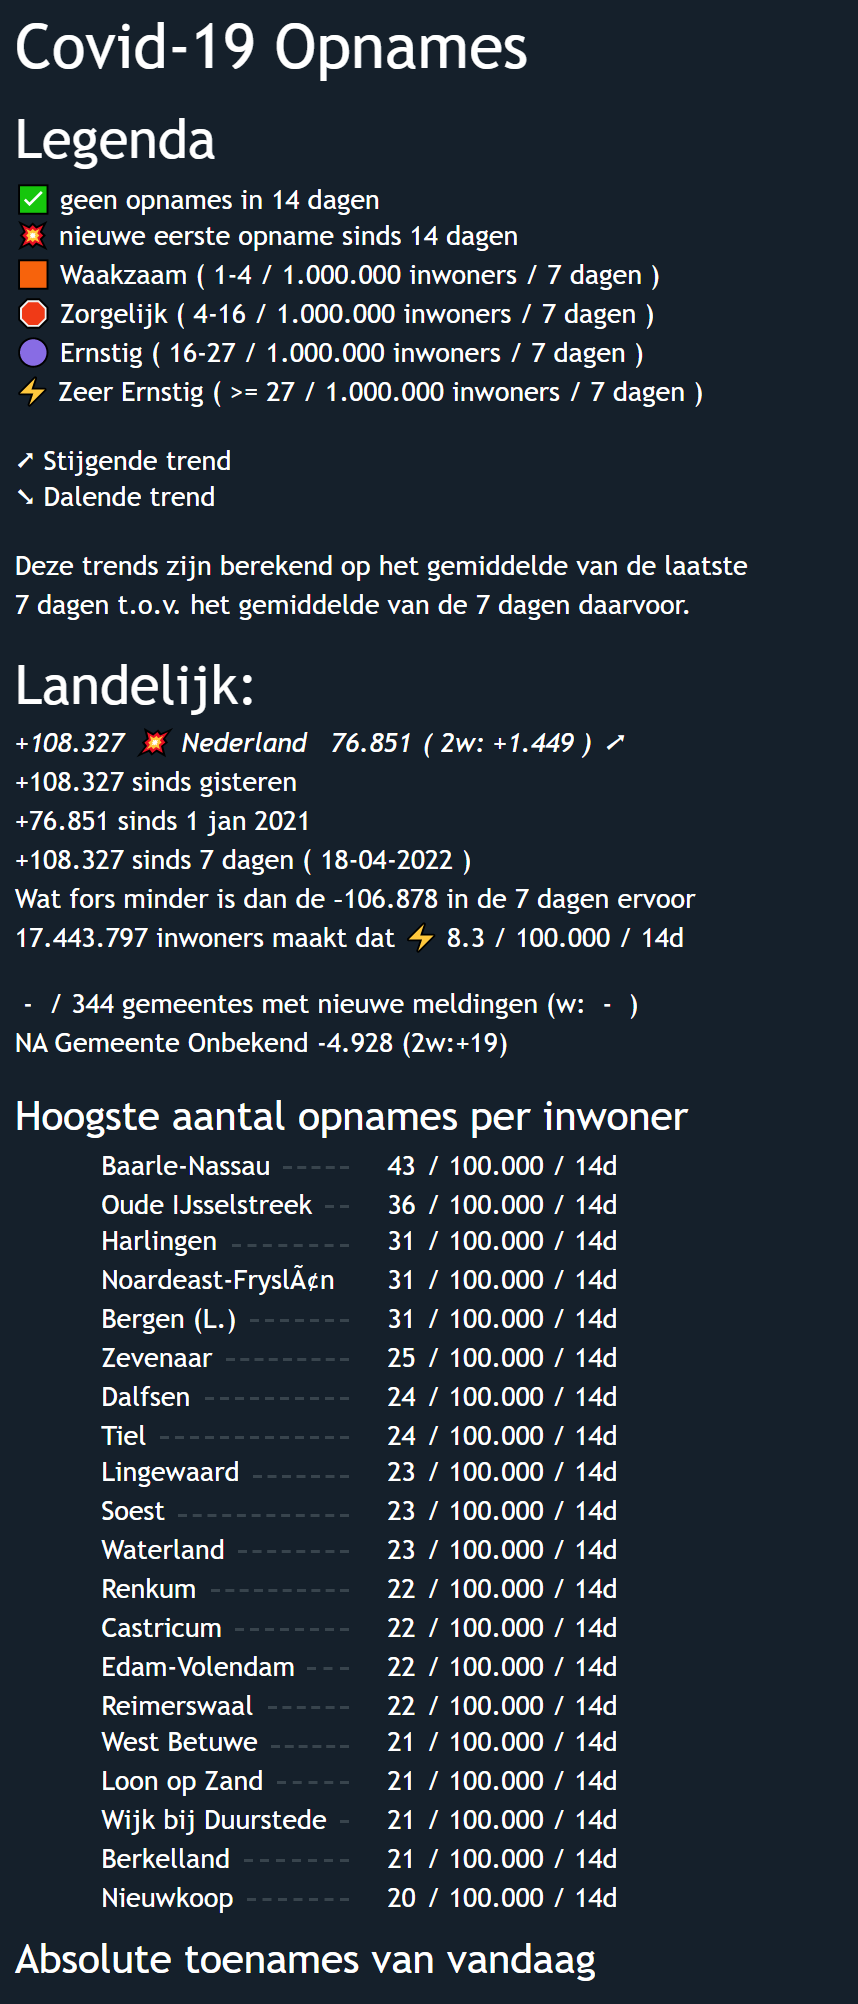 Covid-19 Opnames
Legenda
✅ geen opnames in 14 dagen
💥 nieuwe eerste opname sinds 14 dagen
🟧 Waakzaam ( 1-4 / 1.000.000 inwoners / 7 dagen )
🛑 Zorgelijk ( 4-16 / 1.000.000 inwoners / 7 dagen )
🟣 Ernstig ( 16-27 / 1.000.000 inwoners / 7 dagen )
⚡ Zeer Ernstig ( >= 27 / 1.000.000 inwoners / 7 dagen )
➚ Stijgende trend
➘ Dalende trend
Deze trends zijn berekend op het gemiddelde van de laatste
7 dagen t.o.v. het gemiddelde van de 7 dagen daarvoor.
Landelijk:
+108.327 💥 Nederland 76.851 ( 2w: +1.449 ) ➚
+108.327 sinds gisteren
+76.851 sinds 1 jan 2021
+108.327 sinds 7 dagen ( 18-04-2022 )
Wat fors minder is dan de -106.878 in de 7 dagen ervoor
17.443.797 inwoners maakt dat ⚡ 8.3 / 100.000 / 14d
- / 344 gemeentes met nieuwe meldingen (w: - )
NA Gemeente Onbekend -4.928 (2w:+19)
Hoogste aantal opnames per inwoner
Baarle-Nassau ----- 43 / 100.000 / 14d
Oude IJsselstreek -- 36 / 100.000 / 14d
Harlingen -------- 31 / 100.000 / 14d
Noardeast-FryslÃ¢n 31 / 100.000 / 14d
Bergen (L.) ------- 31 / 100.000 / 14d
Zevenaar --------- 25 / 100.000 / 14d
Dalfsen ---------- 24 / 100.000 / 14d
Tiel ------------- 24 / 100.000 / 14d
Lingewaard ------- 23 / 100.000 / 14d
Soest ------------ 23 / 100.000 / 14d
Waterland -------- 23 / 100.000 / 14d
Renkum ---------- 22 / 100.000 / 14d
Castricum -------- 22 / 100.000 / 14d
Edam-Volendam --- 22 / 100.000 / 14d
Reimerswaal ------ 22 / 100.000 / 14d
West Betuwe ------ 21 / 100.000 / 14d
Loon op Zand ----- 21 / 100.000 / 14d
Wijk bij Duurstede - 21 / 100.000 / 14d
Berkelland -------- 21 / 100.000 / 14d
Nieuwkoop ------- 20 / 100.000 / 14d
Absolute toenames van vandaag